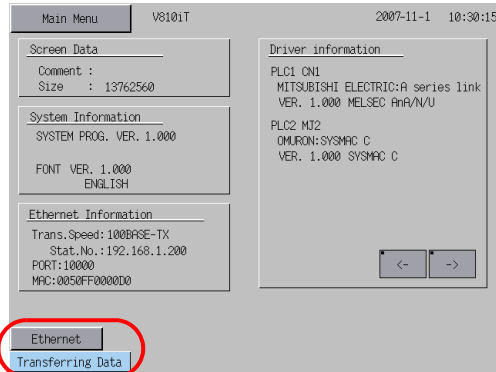 Main Menu V810iT 2007-11-1 10:30:15
Screen Data
Comment :
Size : 13762560
System Information
SYSTEM PROG. VER. 1.000
FONT VER. 1.000
ENGLISH
Ethernet Information
Trans.Speed:100BASE-TX
Stat.No.:192.168.1.200
PORT:10000
MAC:0050FF0000D0
Driver information
PLC1 CN1
MITSUBISHI ELECTRIC:A series link
VER. 1.000 MELSEC AnA/N/U
PLC2 MJ2
OMURON:SYSMAC C
VER. 1.000 SYSMAC C
<- ->
Ethernet
Transferring Data